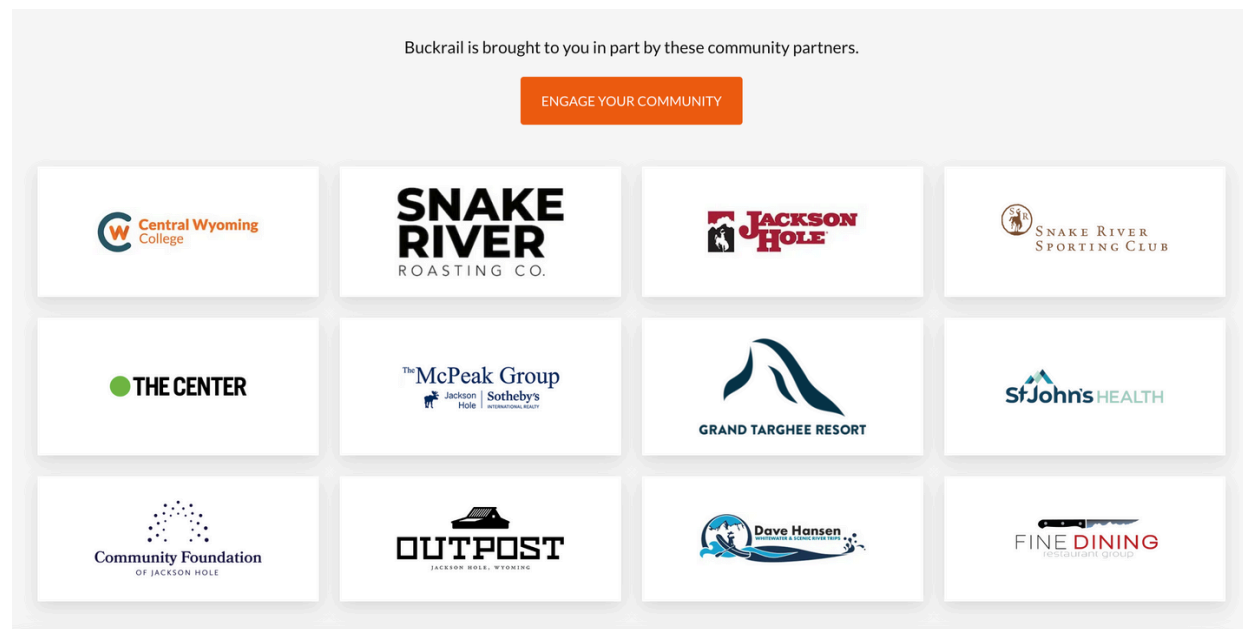 Buckrail is brought to you in part by these community partners.
ENGAGE YOUR COMMUNITY
CW
Central Wyoming
College
SNAKE
RIVER
ROASTING CO.
JACKSON
HOLE
S R
SNAKE RIVER
SPORTING CLUB
THE CENTER
The McPeak Group
Jackson
Hole
Sotheby's
INTERNATIONAL REALTY
GRAND TARGHEE RESORT
StJohn's HEALTH
Community Foundation
OF JACKSON HOLE
OUTPOST
JACKSON HOLE, WYOMING
Dave Hansen
WHITEWATER & SCENIC RIVER TRIPS
FINE DINING
restaurant group